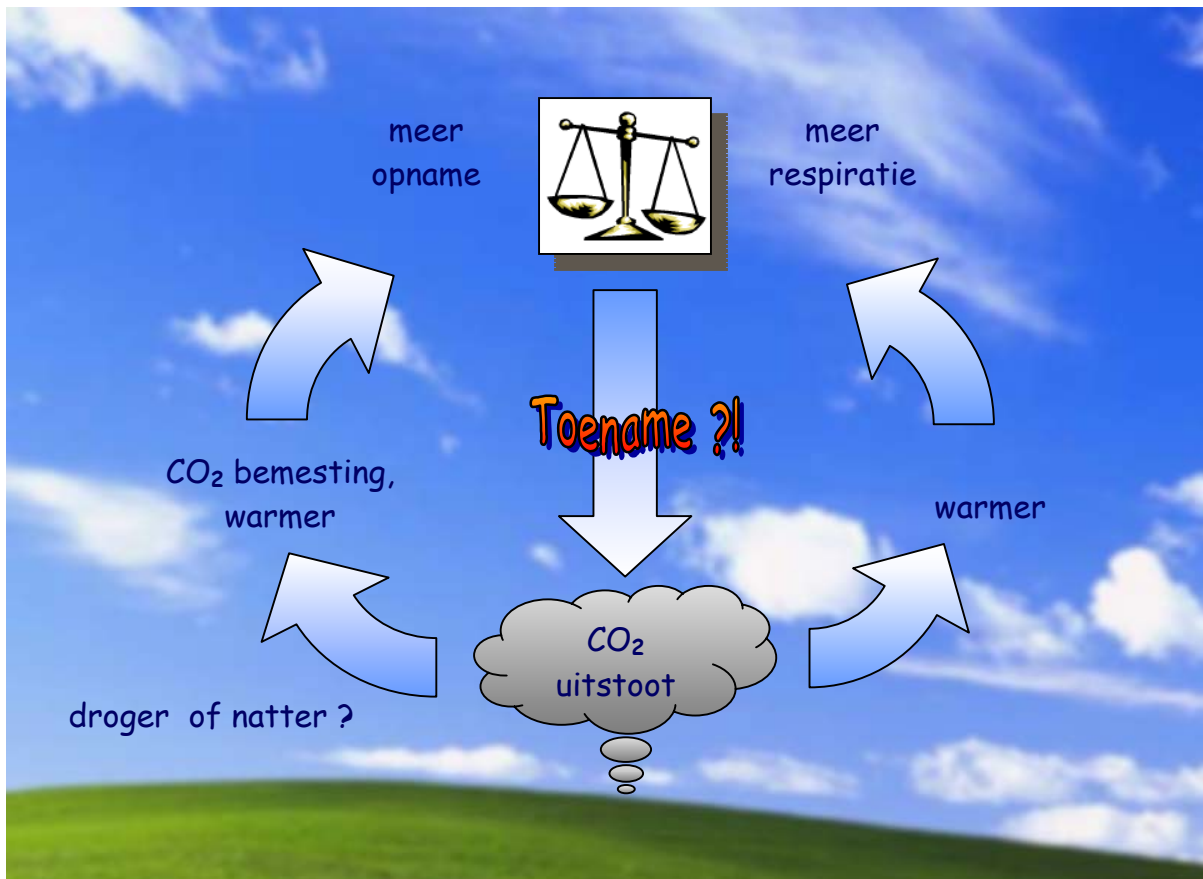 meer
opname
meer
respiratie
Toename ?!
CO₂ bemesting,
warmer
warmer
CO₂
uitstoot
droger of natter ?